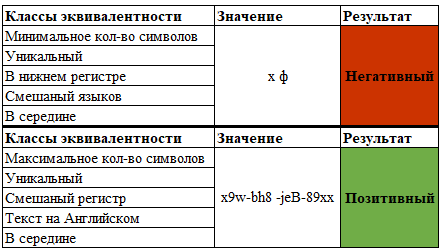 Классы эквивалентности Значение Результат
Минимальное кол-во символов
Уникальный
В нижнем регистре х ф Негативный
Смешаный языков
В середине
Классы эквивалентности Значение Результат
Максимальное кол-во символов
Уникальный
Смешаный регистр x9w-bh8 -jeB-89xx Позитивный
Текст на Английском
В середине